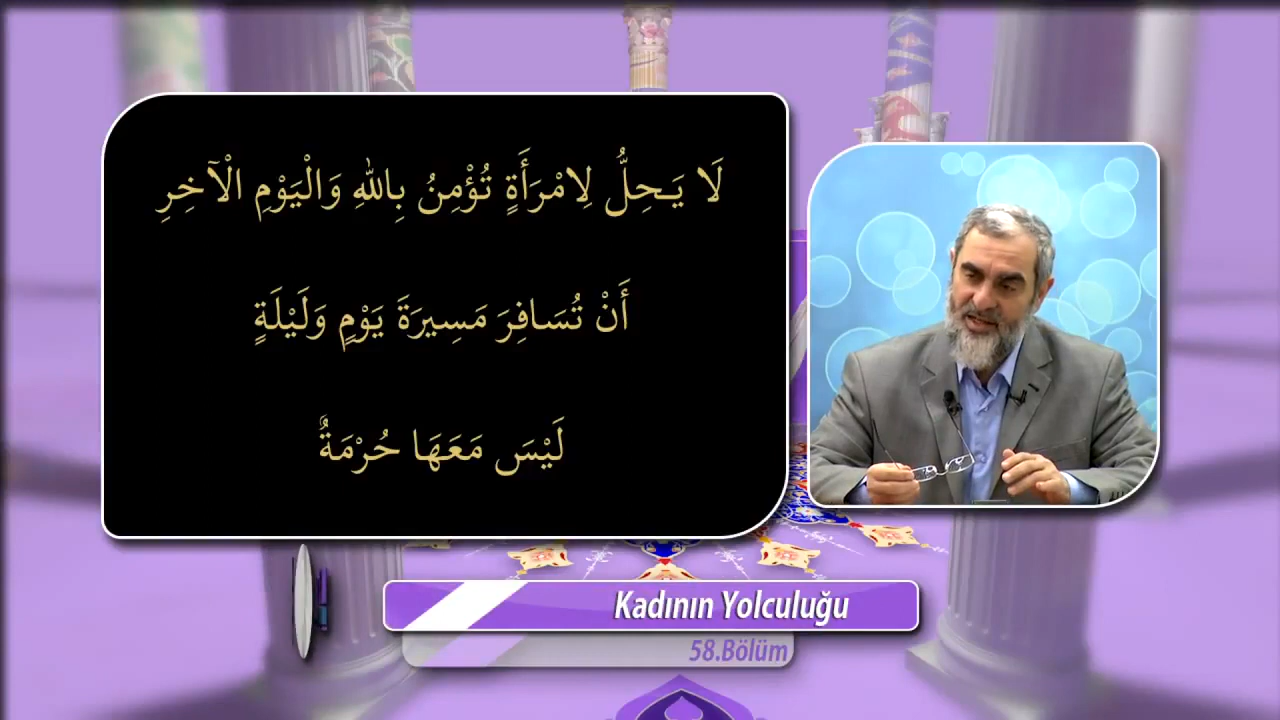 لَا يَحِلُّ لِامْرَأَةٍ تُؤْمِنُ بِاللهِ وَالْيَوْمِ الْآخِرِ
أَنْ تُسَافِرَ مَسِيرَةَ يَوْمٍ وَلَيْلَةٍ
لَيْسَ مَعَهَا حُرْمَةٌ
Kadının Yolculuğu
58.Bölüm